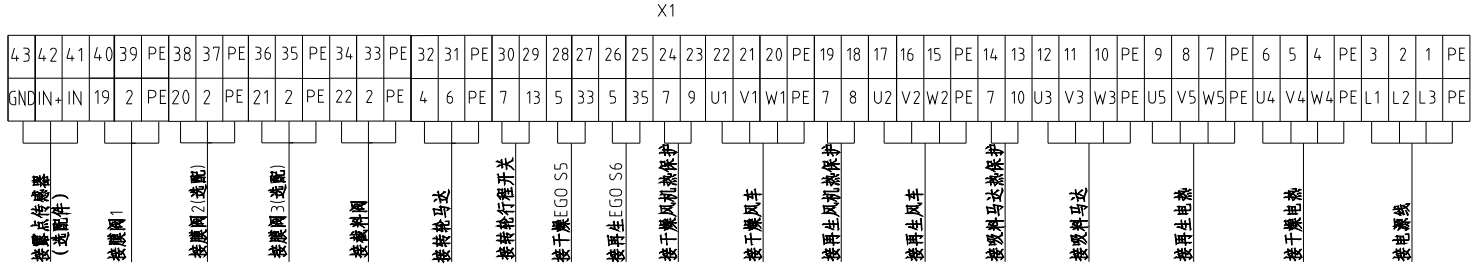 X1
43 42 41 40 39 PE 38 37 PE 36 35 PE 34 33 PE 32 31 PE 30 29 28 27 26 25 24 23 22 21 20 PE 19 18 17 16 15 PE 14 13 12 11 10 PE 9 8 7 PE 6 5 4 PE 3 2 1 PE
GND IN+ IN 19 2 PE 20 2 PE 21 2 PE 22 2 PE 4 6 PE 7 13 5 33 5 35 7 9 U1 V1 W1 PE 7 8 U2 V2 W2 PE 7 10 U3 V3 W3 PE U5 V5 W5 PE U4 V4 W4 PE L1 L2 L3 PE
接露点传感器
(选配件)
接膜阀1
接膜阀2(选配)
接膜阀3(选配)
接截料阀
接转轮马达
接转轮行程开关
接干燥EGO S5
接再生EGO S6
接干燥风机热保护
接干燥风车
接再生风机热保护
接再生风车
接吹料马达热保护
接吹料马达
接再生电热
接干燥电热
接电源线